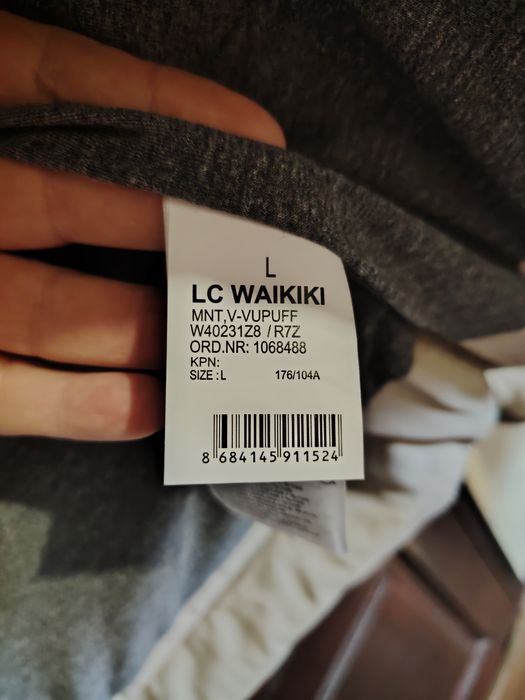 L
LC WAIKIKI
MNT,V-VUPUFF
W40231Z8 / R7Z
ORD.NR: 1068488
KPN:
SIZE : L 176/104A
8 684145 911524